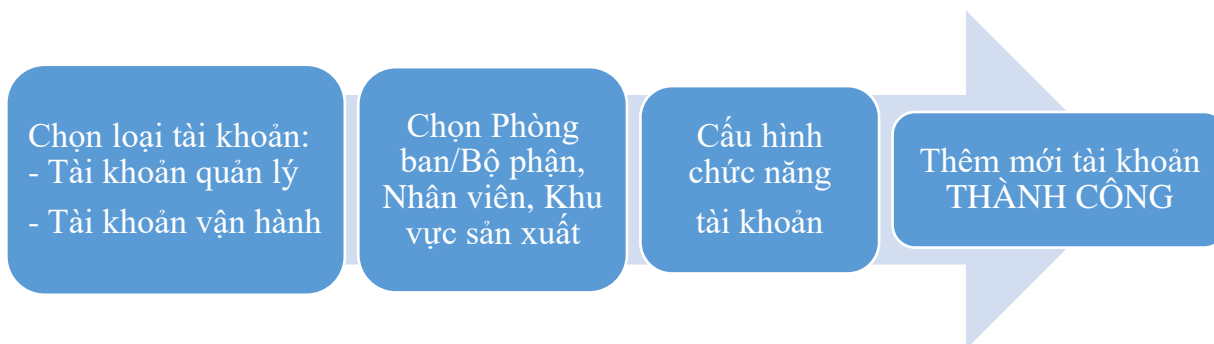 Chọn loại tài khoản:
- Tài khoản quản lý
- Tài khoản vận hành
Chọn Phòng
ban/Bộ phận,
Nhân viên, Khu
vực sản xuất
Cấu hình
chức năng
tài khoản
Thêm mới tài khoản
THÀNH CÔNG